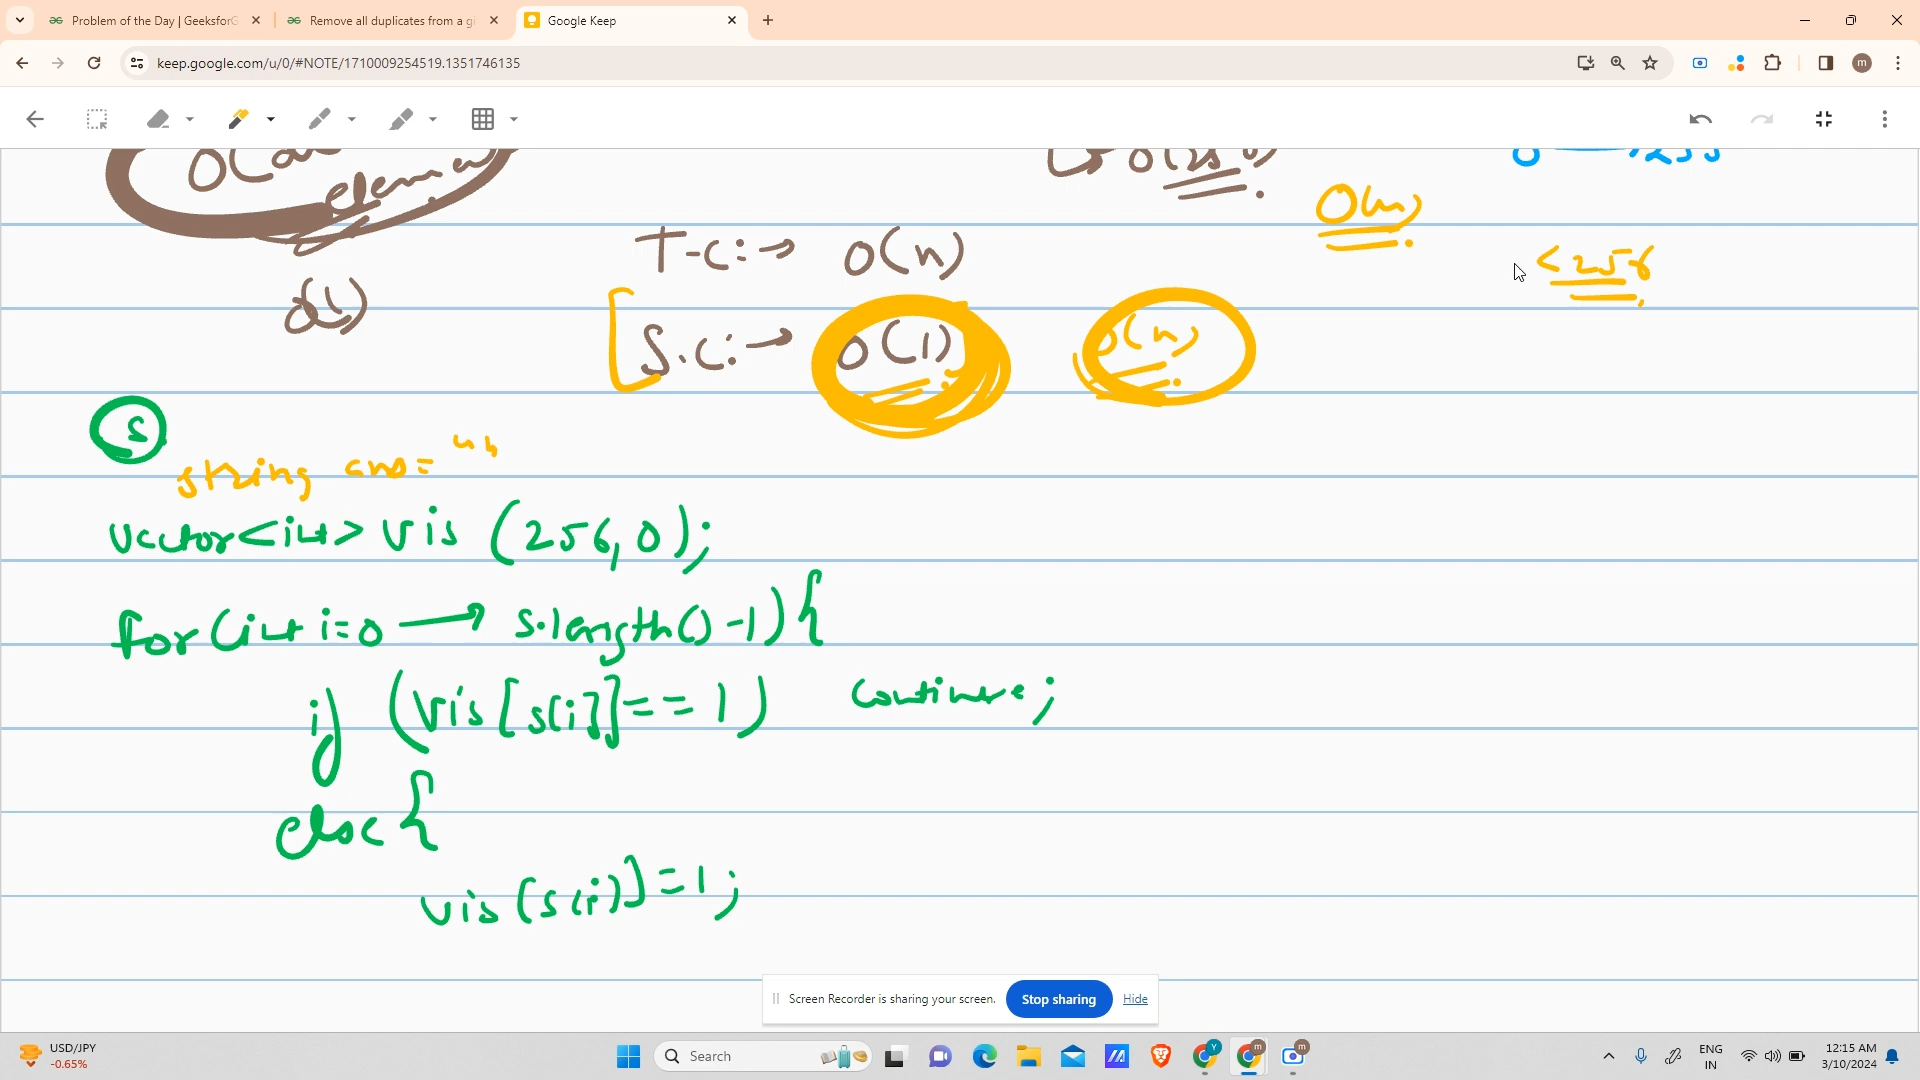 Problem of the Day | GeeksforG
Remove all duplicates from a gi
Google Keep
keep.google.com/u/0/#NOTE/1710009254519.1351746135
m
O(n)
T-C: → O(n)
<256
O(1)
S.C: → O(1) O(n)
S
string ans = ""
vector<int> vis (256,0);
for(int i=0 → s.length()-1){
if (vis[s[i]]==1) continue;
else {
vis[s[i]]=1;
Screen Recorder is sharing your screen.
Stop sharing
Hide
USD/JPY
-0.65%
Search
ENG
IN
12:15 AM
3/10/2024